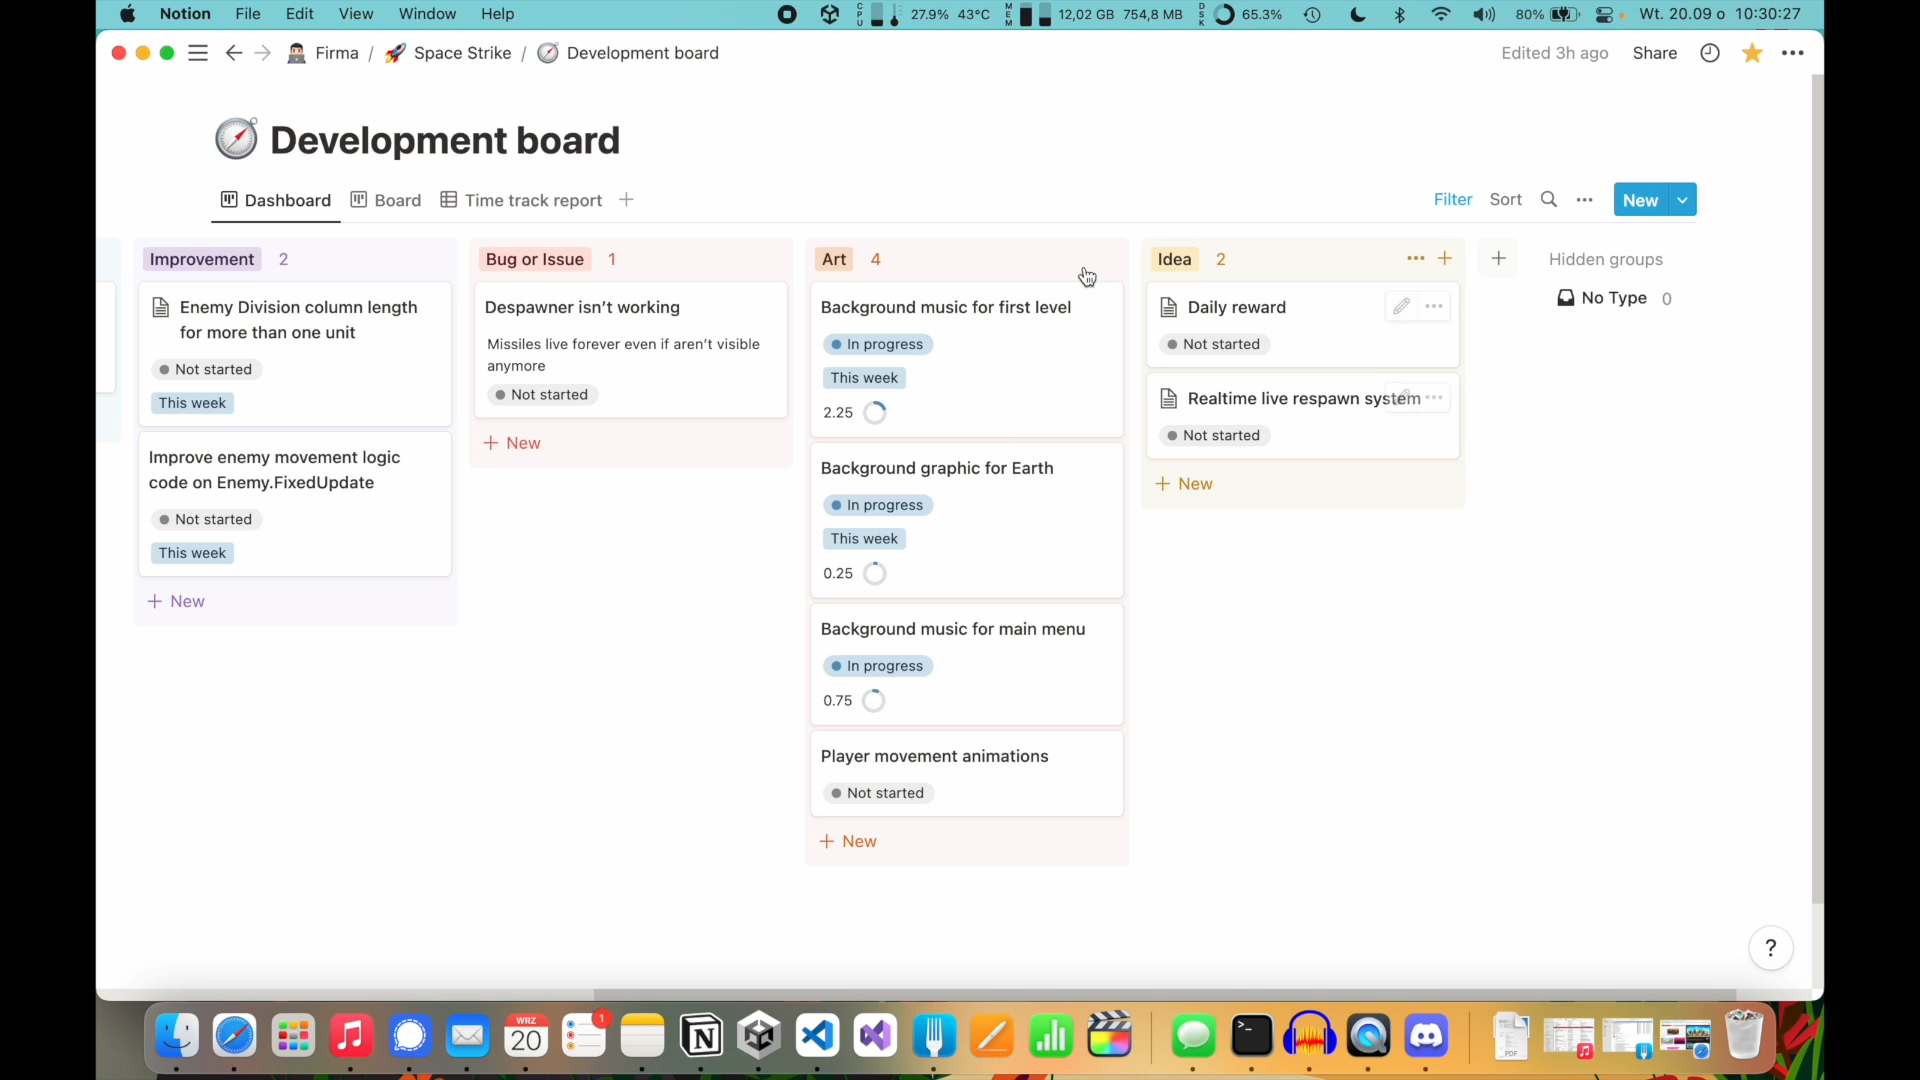 Notion File Edit View Window Help CPU 27.9% 43°C MEM 12,02 GB 754,8 MB DSK 65.3% 80% Wt. 20.09 o 10:30:27
Firma / Space Strike / Development board Edited 3h ago Share
Development board
Dashboard Board Time track report Filter Sort New
Improvement 2
Enemy Division column length
for more than one unit
Not started
This week
Improve enemy movement logic
code on Enemy.FixedUpdate
Not started
This week
+ New
Bug or Issue 1
Despawner isn't working
Missiles live forever even if aren't visible
anymore
Not started
+ New
Art 4
Background music for first level
In progress
This week
2.25
Background graphic for Earth
In progress
This week
0.25
Background music for main menu
In progress
0.75
Player movement animations
Not started
+ New
Idea 2
Daily reward
Not started
Realtime live respawn system
Not started
+ New
Hidden groups
No Type 0
?
WRZ
20
1
PDF